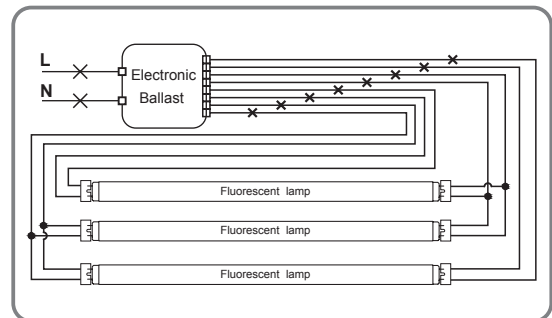 L
N
Electronic
Ballast
Fluorescent lamp
Fluorescent lamp
Fluorescent lamp